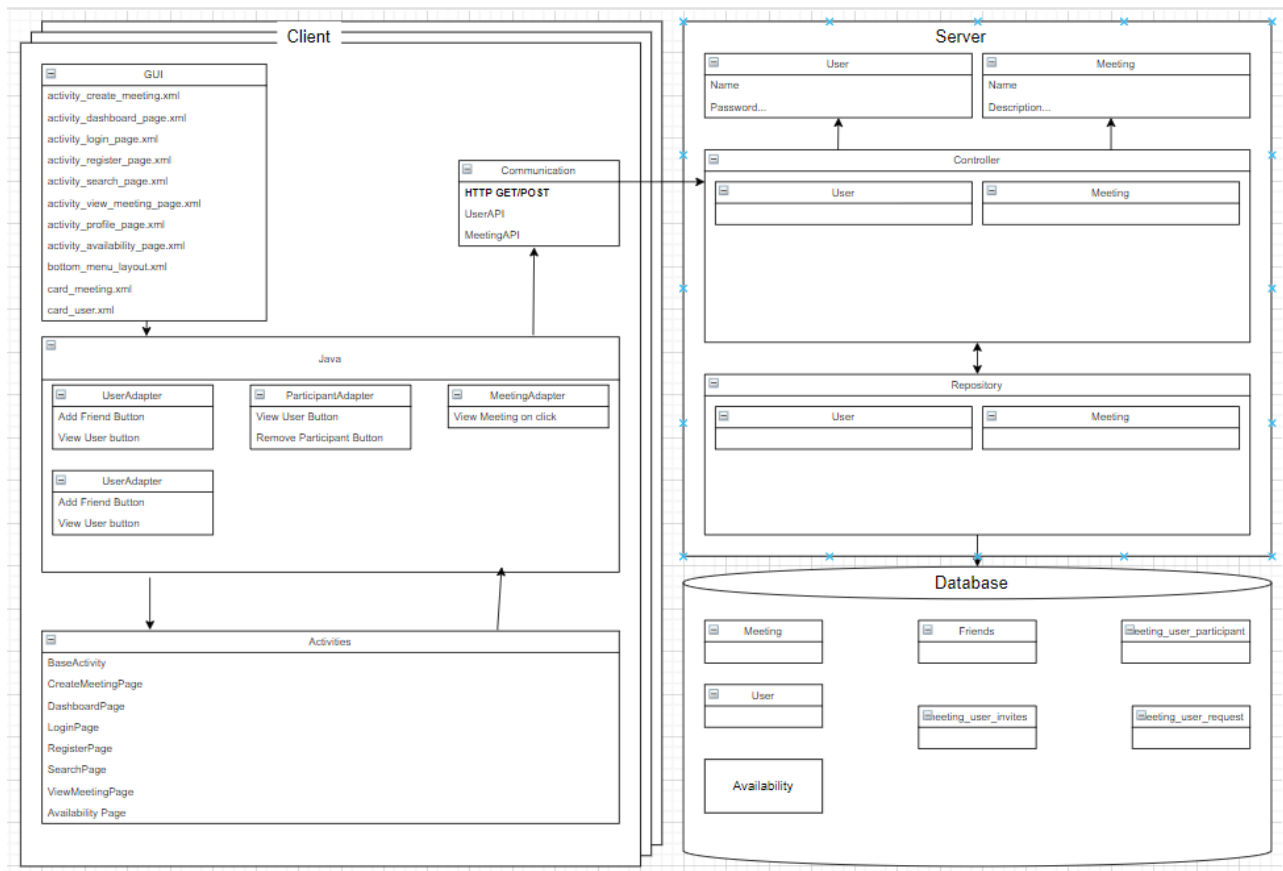 Client
GUI
activity_create_meeting.xml
activity_dashboard_page.xml
activity_login_page.xml
activity_register_page.xml
activity_search_page.xml
activity_view_meeting_page.xml
activity_profile_page.xml
activity_availability_page.xml
bottom_menu_layout.xml
card_meeting.xml
card_user.xml
Communication
HTTP GET/POST
UserAPI
MeetingAPI
Java
UserAdapter
Add Friend Button
View User button
ParticipantAdapter
View User Button
Remove Participant Button
MeetingAdapter
View Meeting on click
UserAdapter
Add Friend Button
View User button
Activities
BaseActivity
CreateMeetingPage
DashboardPage
LoginPage
RegisterPage
SearchPage
ViewMeetingPage
Availability Page
Server
User
Name
Password...
Meeting
Name
Description...
Controller
User
Meeting
Repository
User
Meeting
Database
Meeting
Friends
eeting_user_participant
User
eeting_user_invites
eeting_user_request
Availability